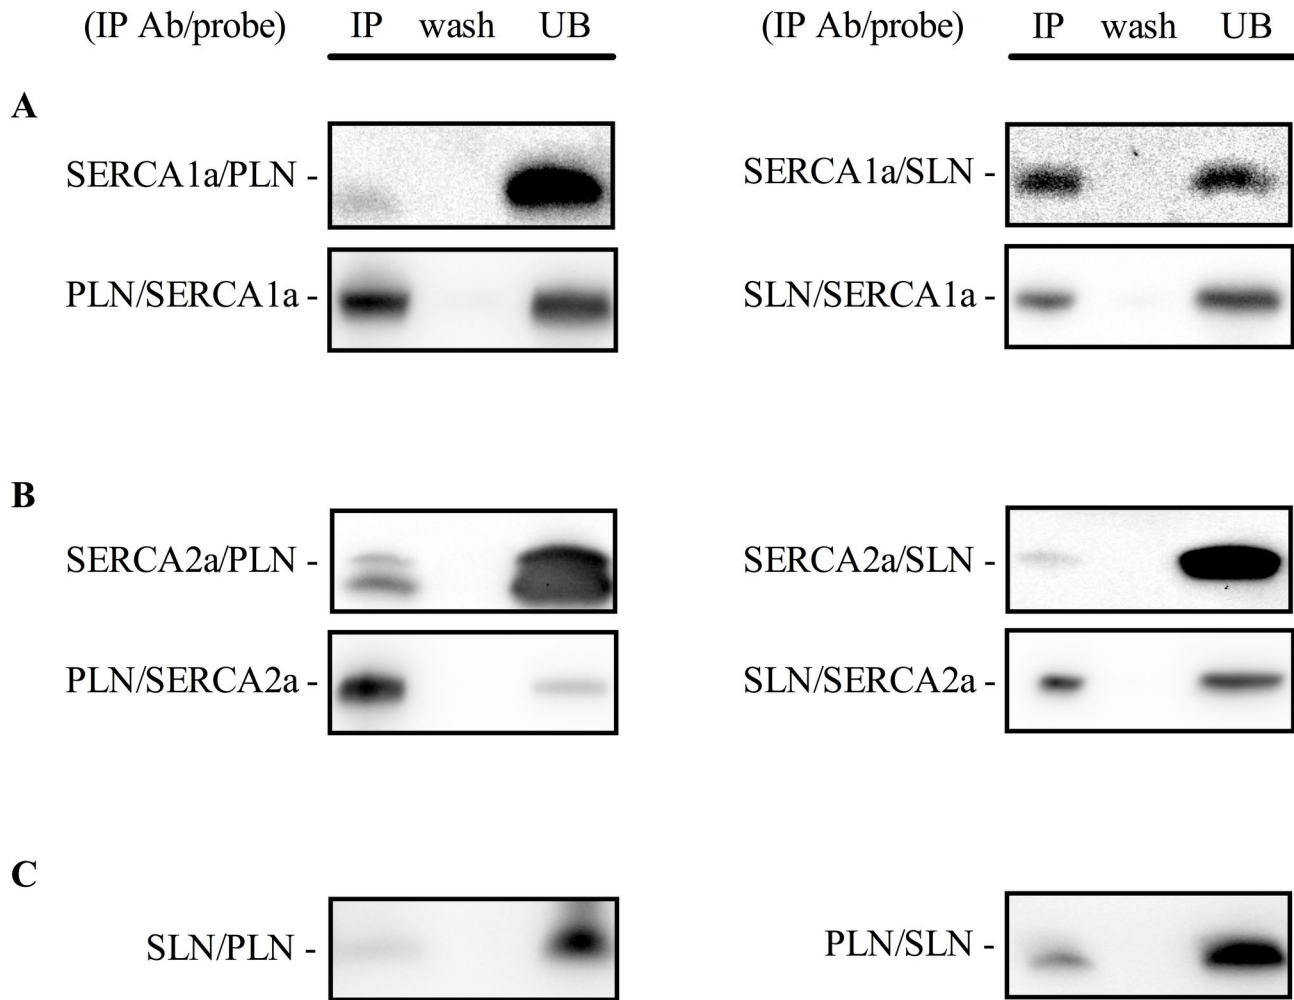 (IP Ab/probe) IP wash UB (IP Ab/probe) IP wash UB
A
SERCA1a/PLN - SERCA1a/SLN -
PLN/SERCA1a - SLN/SERCA1a -
B
SERCA2a/PLN - SERCA2a/SLN -
PLN/SERCA2a - SLN/SERCA2a -
C
SLN/PLN - PLN/SLN -